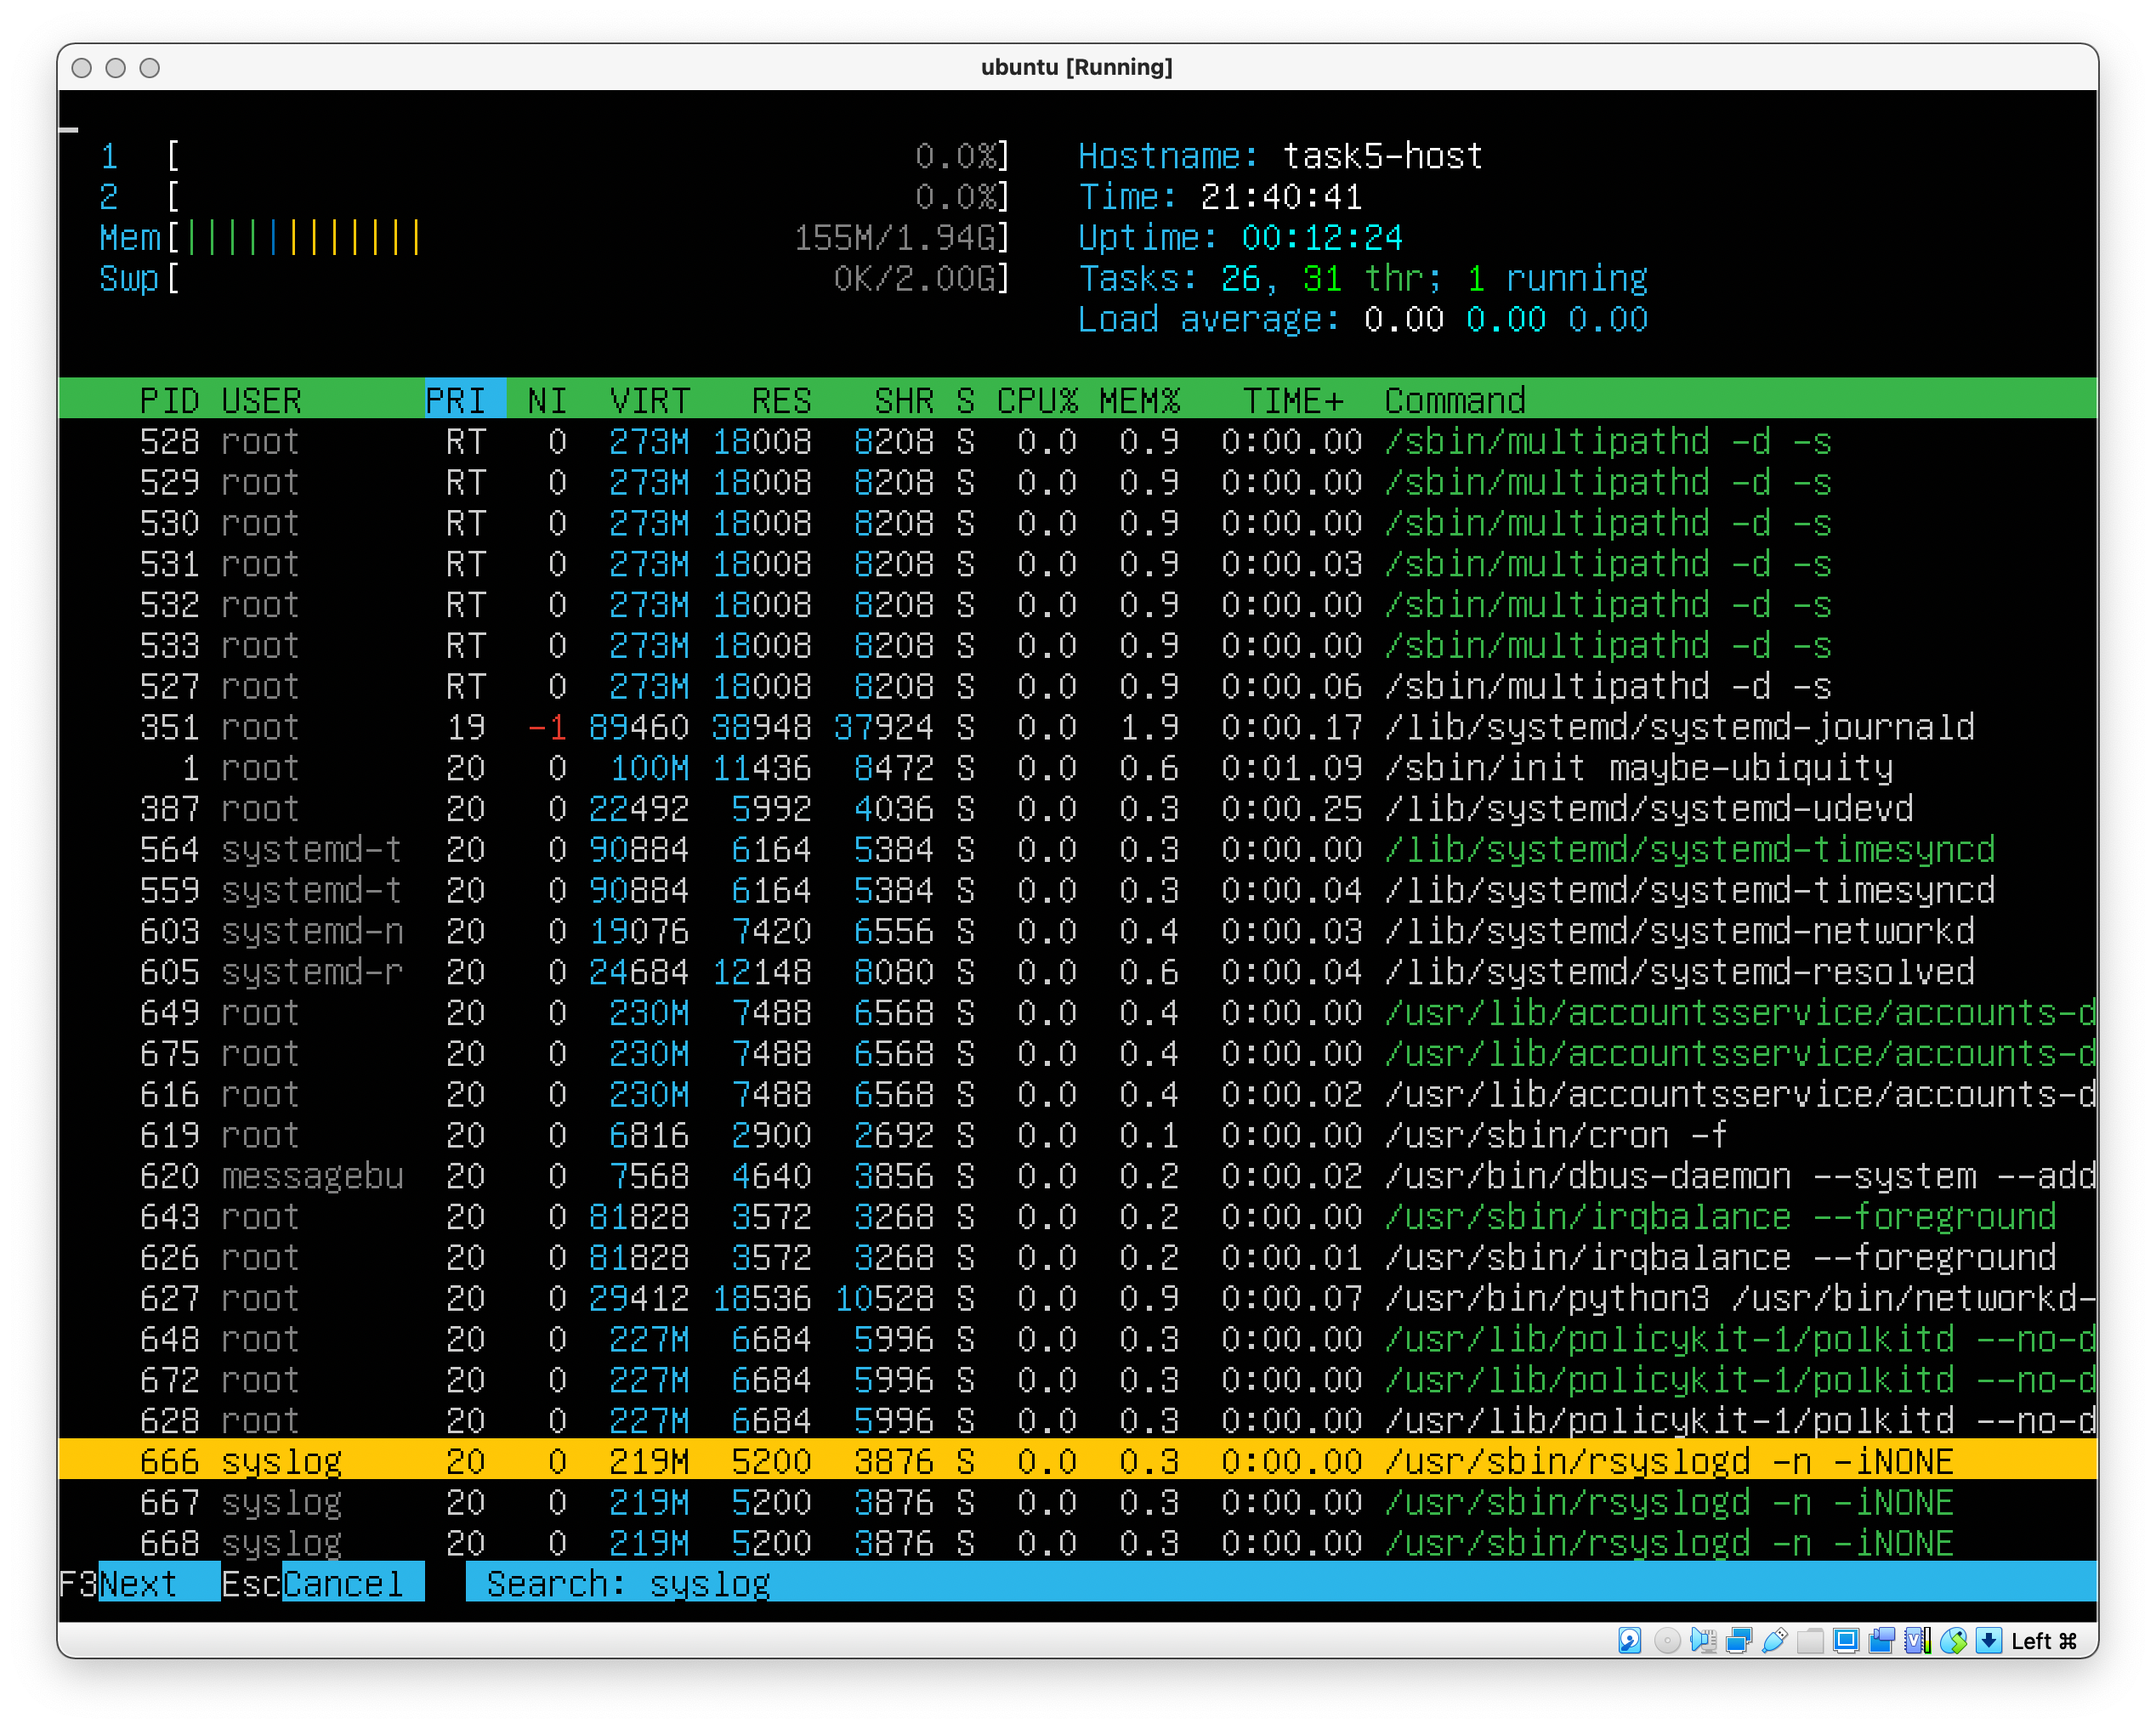 ubuntu [Running]
1 [ 0.0%] Hostname: task5-host
2 [ 0.0%] Time: 21:40:41
Mem[|||||||||||| 155M/1.94G] Uptime: 00:12:24
Swp[ 0K/2.00G] Tasks: 26, 31 thr; 1 running
Load average: 0.00 0.00 0.00
PID USER PRI NI VIRT RES SHR S CPU% MEM% TIME+ Command
528 root RT 0 273M 18008 8208 S 0.0 0.9 0:00.00 /sbin/multipathd -d -s
529 root RT 0 273M 18008 8208 S 0.0 0.9 0:00.00 /sbin/multipathd -d -s
530 root RT 0 273M 18008 8208 S 0.0 0.9 0:00.00 /sbin/multipathd -d -s
531 root RT 0 273M 18008 8208 S 0.0 0.9 0:00.03 /sbin/multipathd -d -s
532 root RT 0 273M 18008 8208 S 0.0 0.9 0:00.00 /sbin/multipathd -d -s
533 root RT 0 273M 18008 8208 S 0.0 0.9 0:00.00 /sbin/multipathd -d -s
527 root RT 0 273M 18008 8208 S 0.0 0.9 0:00.06 /sbin/multipathd -d -s
351 root 19 -1 89460 38948 37924 S 0.0 1.9 0:00.17 /lib/systemd/systemd-journald
1 root 20 0 100M 11436 8472 S 0.0 0.6 0:01.09 /sbin/init maybe-ubiquity
387 root 20 0 22492 5992 4036 S 0.0 0.3 0:00.25 /lib/systemd/systemd-udevd
564 systemd-t 20 0 90884 6164 5384 S 0.0 0.3 0:00.00 /lib/systemd/systemd-timesyncd
559 systemd-t 20 0 90884 6164 5384 S 0.0 0.3 0:00.04 /lib/systemd/systemd-timesyncd
603 systemd-n 20 0 19076 7420 6556 S 0.0 0.4 0:00.03 /lib/systemd/systemd-networkd
605 systemd-r 20 0 24684 12148 8080 S 0.0 0.6 0:00.04 /lib/systemd/systemd-resolved
649 root 20 0 230M 7488 6568 S 0.0 0.4 0:00.00 /usr/lib/accountsservice/accounts-d
675 root 20 0 230M 7488 6568 S 0.0 0.4 0:00.00 /usr/lib/accountsservice/accounts-d
616 root 20 0 230M 7488 6568 S 0.0 0.4 0:00.02 /usr/lib/accountsservice/accounts-d
619 root 20 0 6816 2900 2692 S 0.0 0.1 0:00.00 /usr/sbin/cron -f
620 messagebu 20 0 7568 4640 3856 S 0.0 0.2 0:00.02 /usr/bin/dbus-daemon --system --add
643 root 20 0 81828 3572 3268 S 0.0 0.2 0:00.00 /usr/sbin/irqbalance --foreground
626 root 20 0 81828 3572 3268 S 0.0 0.2 0:00.01 /usr/sbin/irqbalance --foreground
627 root 20 0 29412 18536 10528 S 0.0 0.9 0:00.07 /usr/bin/python3 /usr/bin/networkd-
648 root 20 0 227M 6684 5996 S 0.0 0.3 0:00.00 /usr/lib/policykit-1/polkitd --no-d
672 root 20 0 227M 6684 5996 S 0.0 0.3 0:00.00 /usr/lib/policykit-1/polkitd --no-d
628 root 20 0 227M 6684 5996 S 0.0 0.3 0:00.00 /usr/lib/policykit-1/polkitd --no-d
666 syslog 20 0 219M 5200 3876 S 0.0 0.3 0:00.00 /usr/sbin/rsyslogd -n -iNONE
667 syslog 20 0 219M 5200 3876 S 0.0 0.3 0:00.00 /usr/sbin/rsyslogd -n -iNONE
668 syslog 20 0 219M 5200 3876 S 0.0 0.3 0:00.00 /usr/sbin/rsyslogd -n -iNONE
F3Next EscCancel Search: syslog
Left ⌘